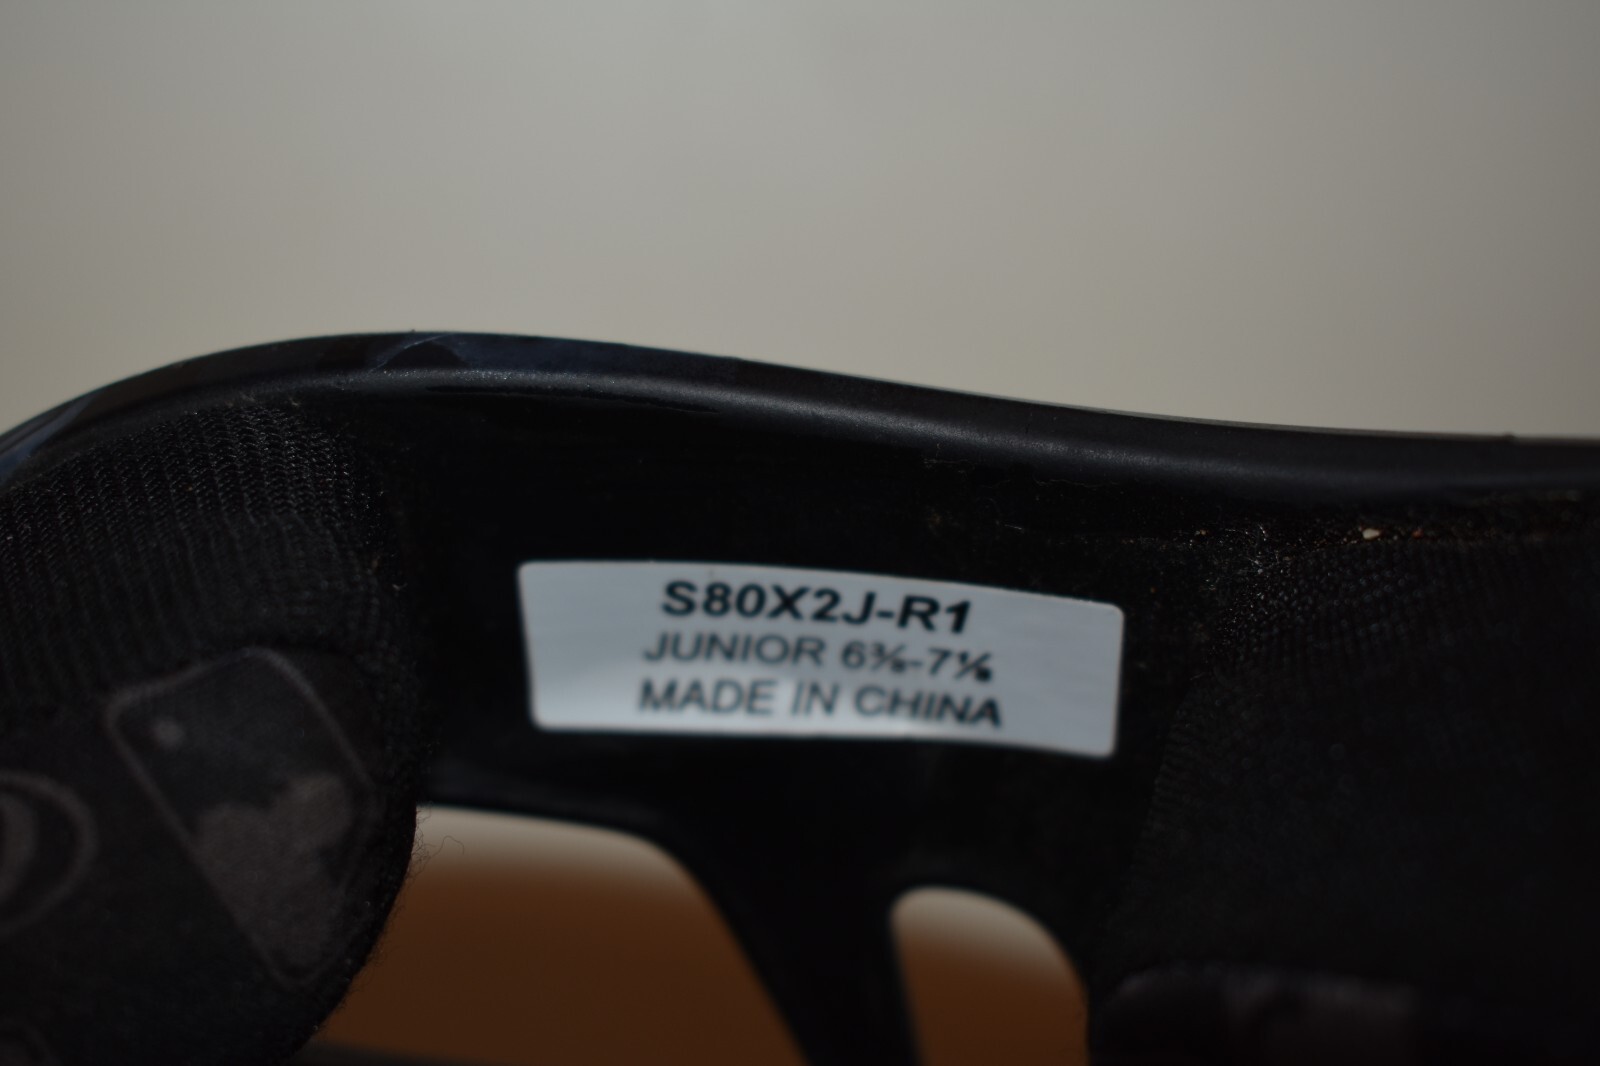 S80X2J-R1
JUNIOR 6⅜-7⅛
MADE IN CHINA